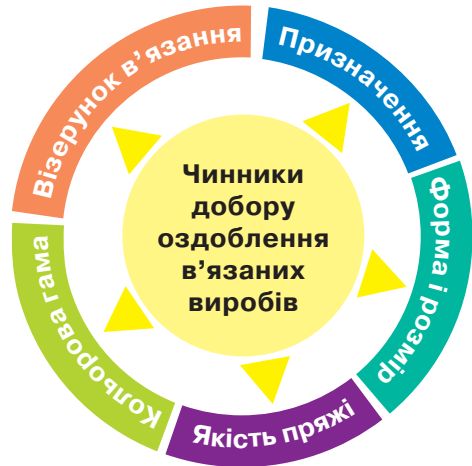 Чинники
добору
оздоблення
в’язаних
виробів
Візерунок в’язання
Призначення
Форма і розмір
Якість пряжі
Кольорова гама